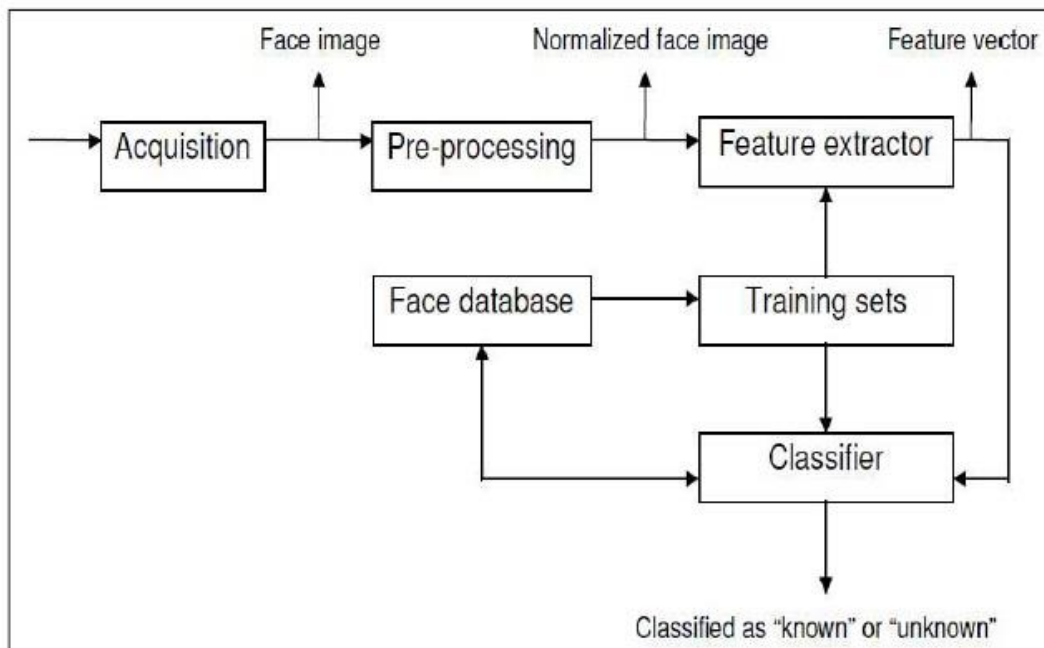 Face image
Normalized face image
Feature vector
Acquisition
Pre-processing
Feature extractor
Face database
Training sets
Classifier
Classified as “known” or “unknown”